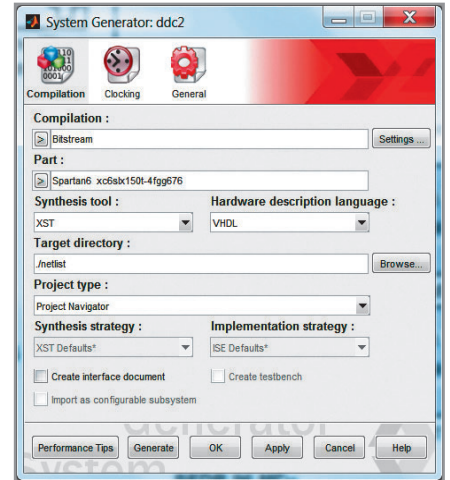 System Generator: ddc2
Compilation Clocking General
Compilation :
Bitstream Settings ...
Part :
Spartan6 xc6slx150t-4fgg676
Synthesis tool : Hardware description language :
XST VHDL
Target directory :
./netlist Browse...
Project type :
Project Navigator
Synthesis strategy : Implementation strategy :
XST Defaults* ISE Defaults*
Create interface document Create testbench
Import as configurable subsystem
Generator
Performance Tips Generate OK Apply Cancel Help
System